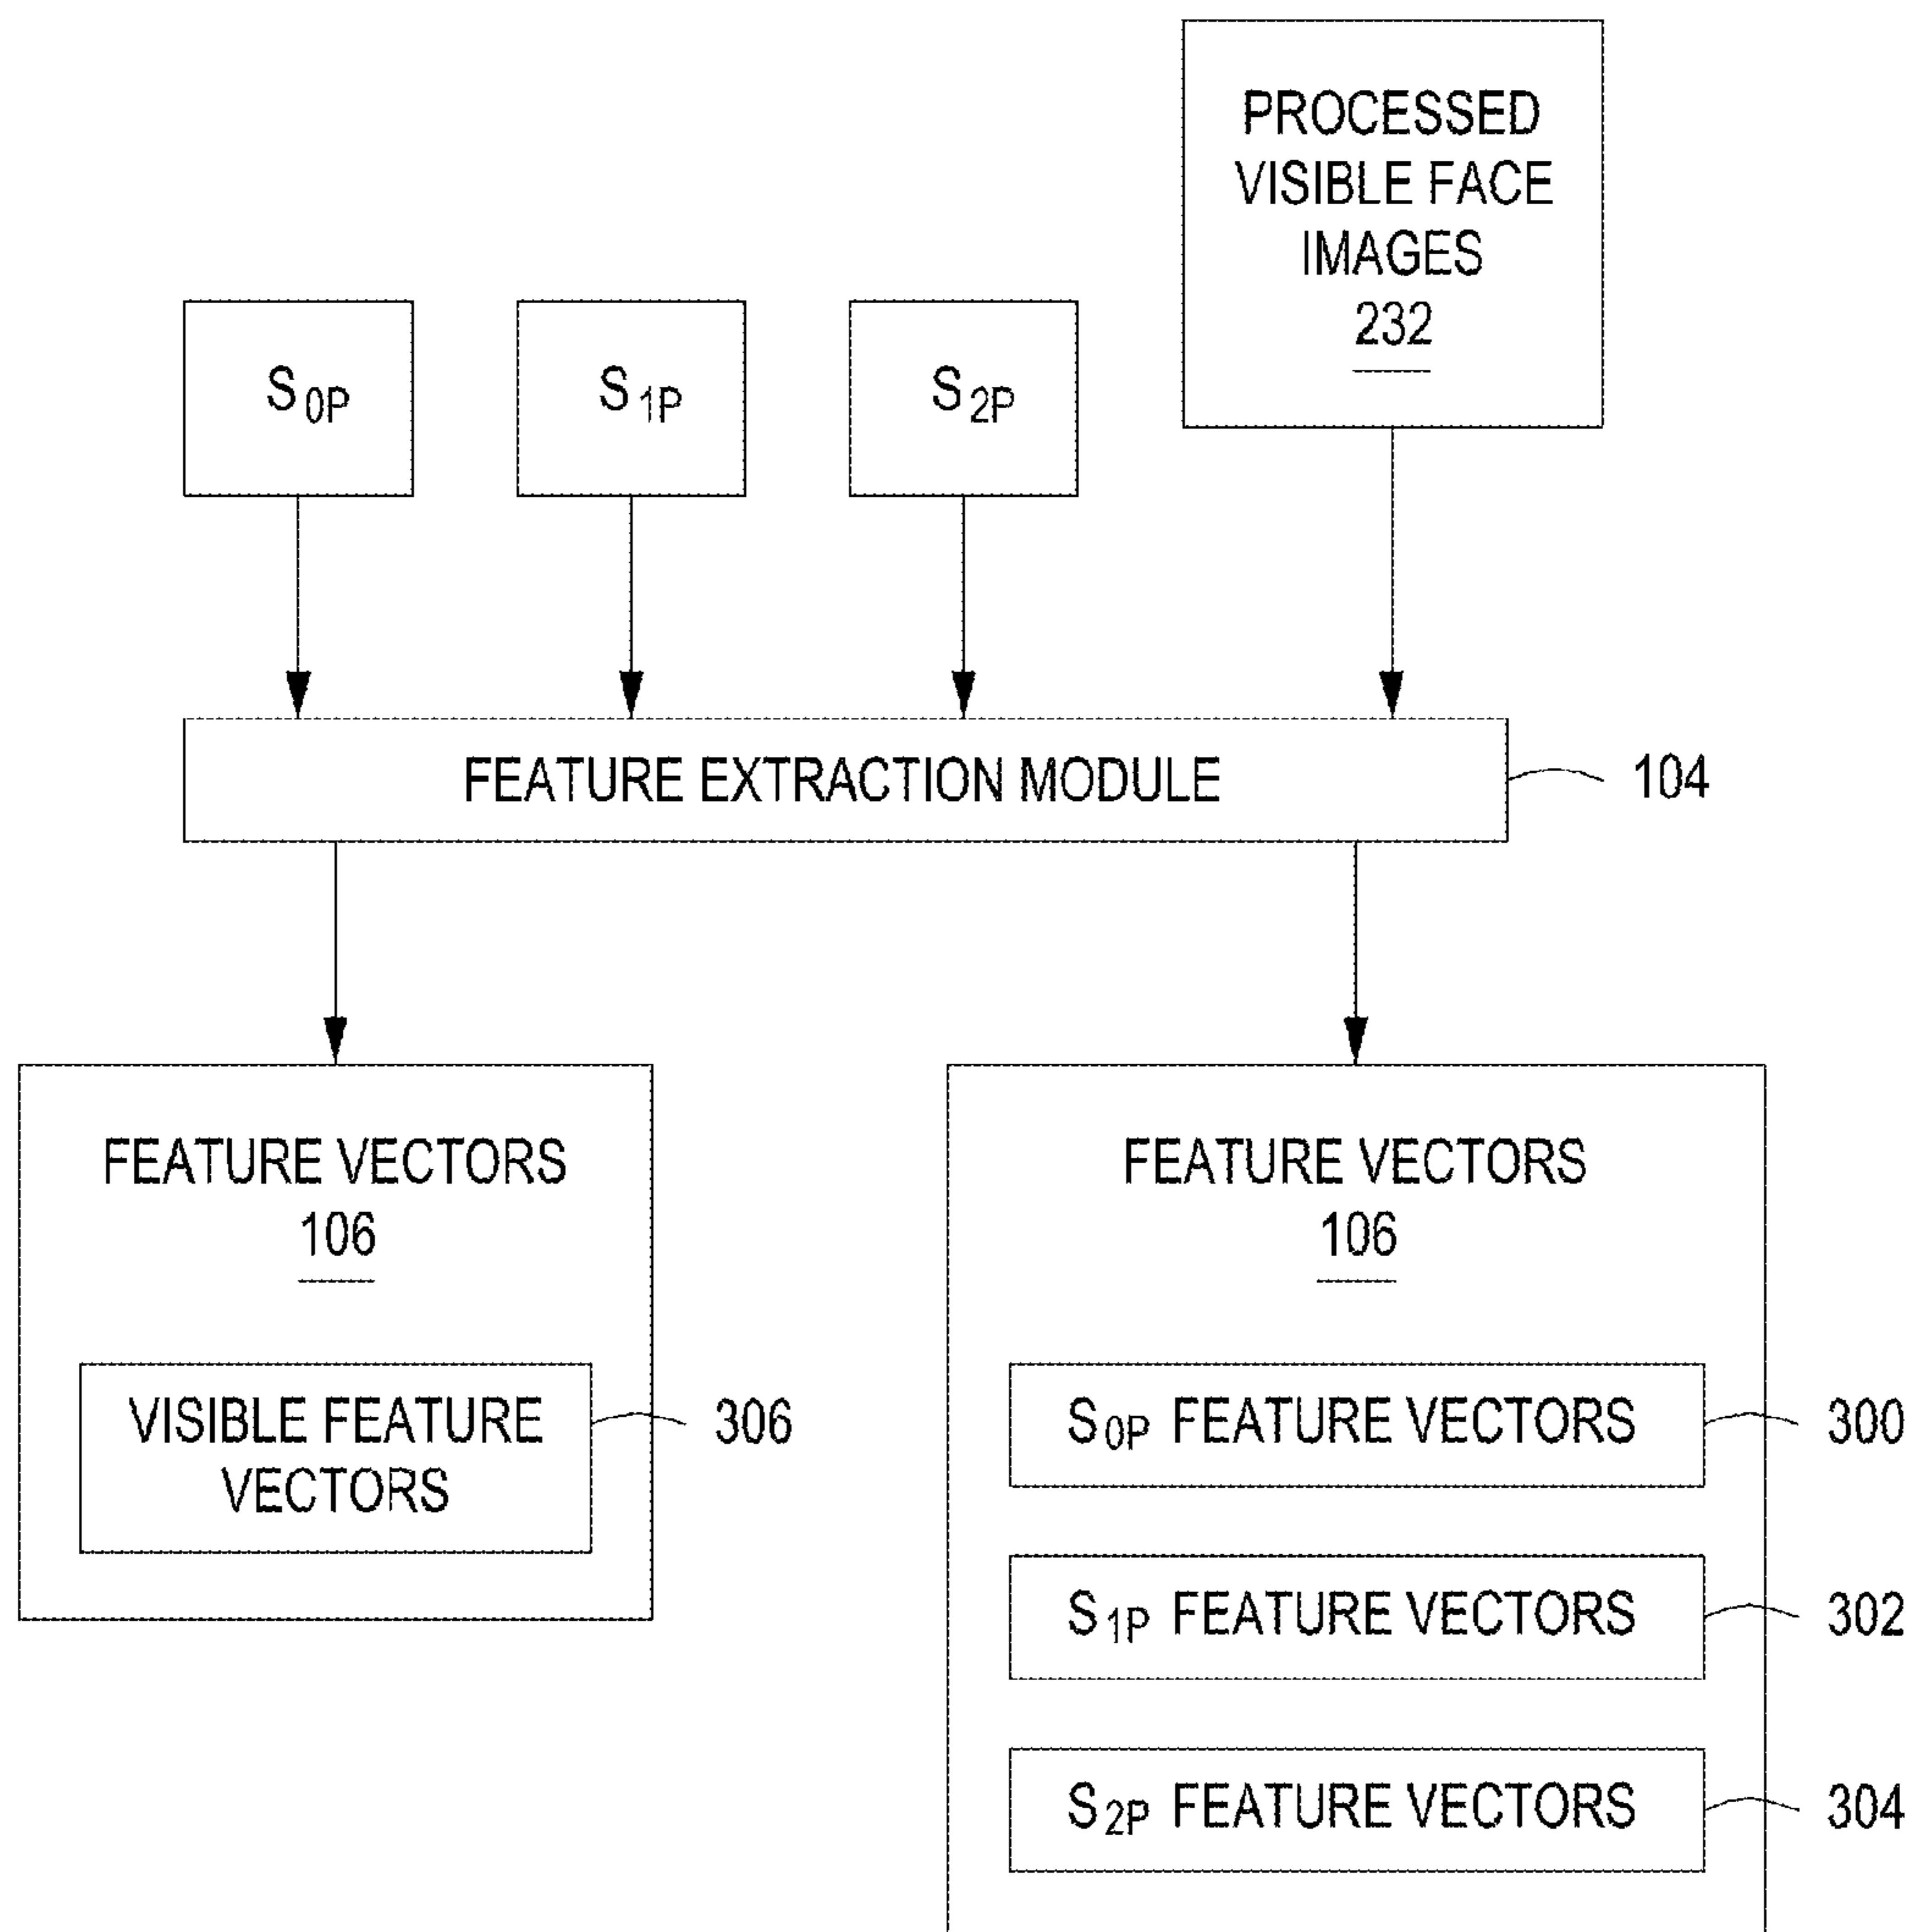 PROCESSED
VISIBLE FACE
IMAGES
232
S0P
S1P
S2P
FEATURE EXTRACTION MODULE
104
FEATURE VECTORS
106
VISIBLE FEATURE
VECTORS
306
FEATURE VECTORS
106
S0P FEATURE VECTORS
300
S1P FEATURE VECTORS
302
S2P FEATURE VECTORS
304